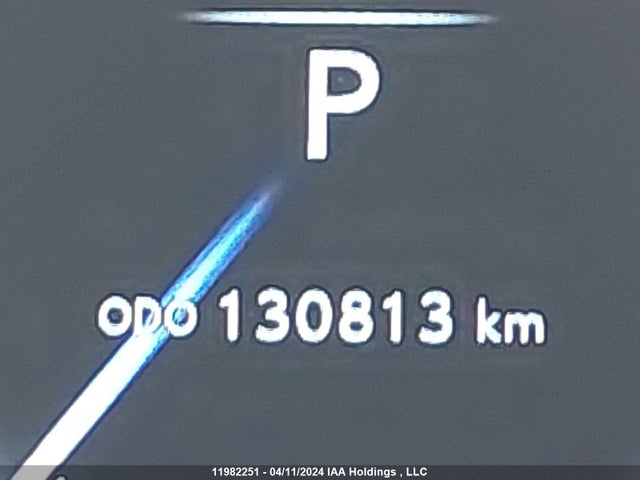 P
ODO 130813 km
11982251 - 04/11/2024 IAA Holdings , LLC